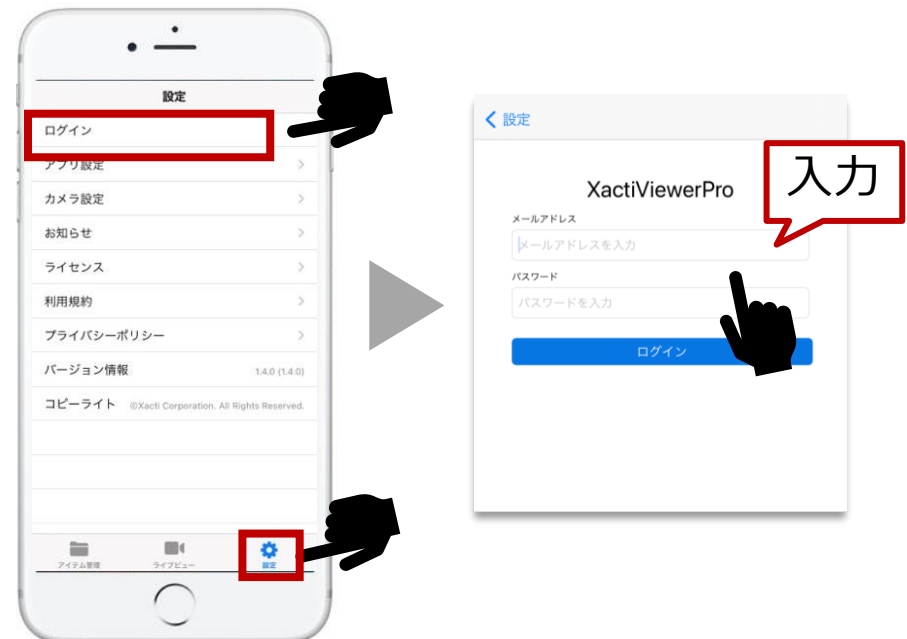 設定
ログイン
アプリ設定
カメラ設定
お知らせ
ライセンス
利用規約
プライバシーポリシー
バージョン情報 1.4.0 (1.4.0)
コピーライト ©Xacti Corporation. All Rights Reserved.
アイテム管理 ライブビュー 設定
設定
入力
XactiViewerPro
メールアドレス
メールアドレスを入力
パスワード
パスワードを入力
ログイン